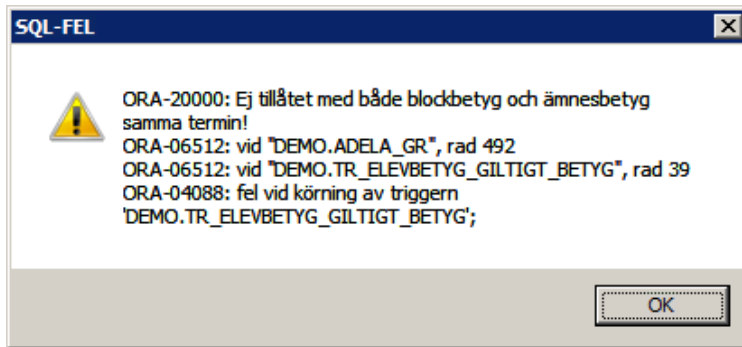 SQL-FEL
ORA-20000: Ej tillåtet med både blockbetyg och ämnesbetyg
samma termin!
ORA-06512: vid "DEMO.ADELA_GR", rad 492
ORA-06512: vid "DEMO.TR_ELEVBETYG_GILTIGT_BETYG", rad 39
ORA-04088: fel vid körning av triggern
'DEMO.TR_ELEVBETYG_GILTIGT_BETYG';
OK